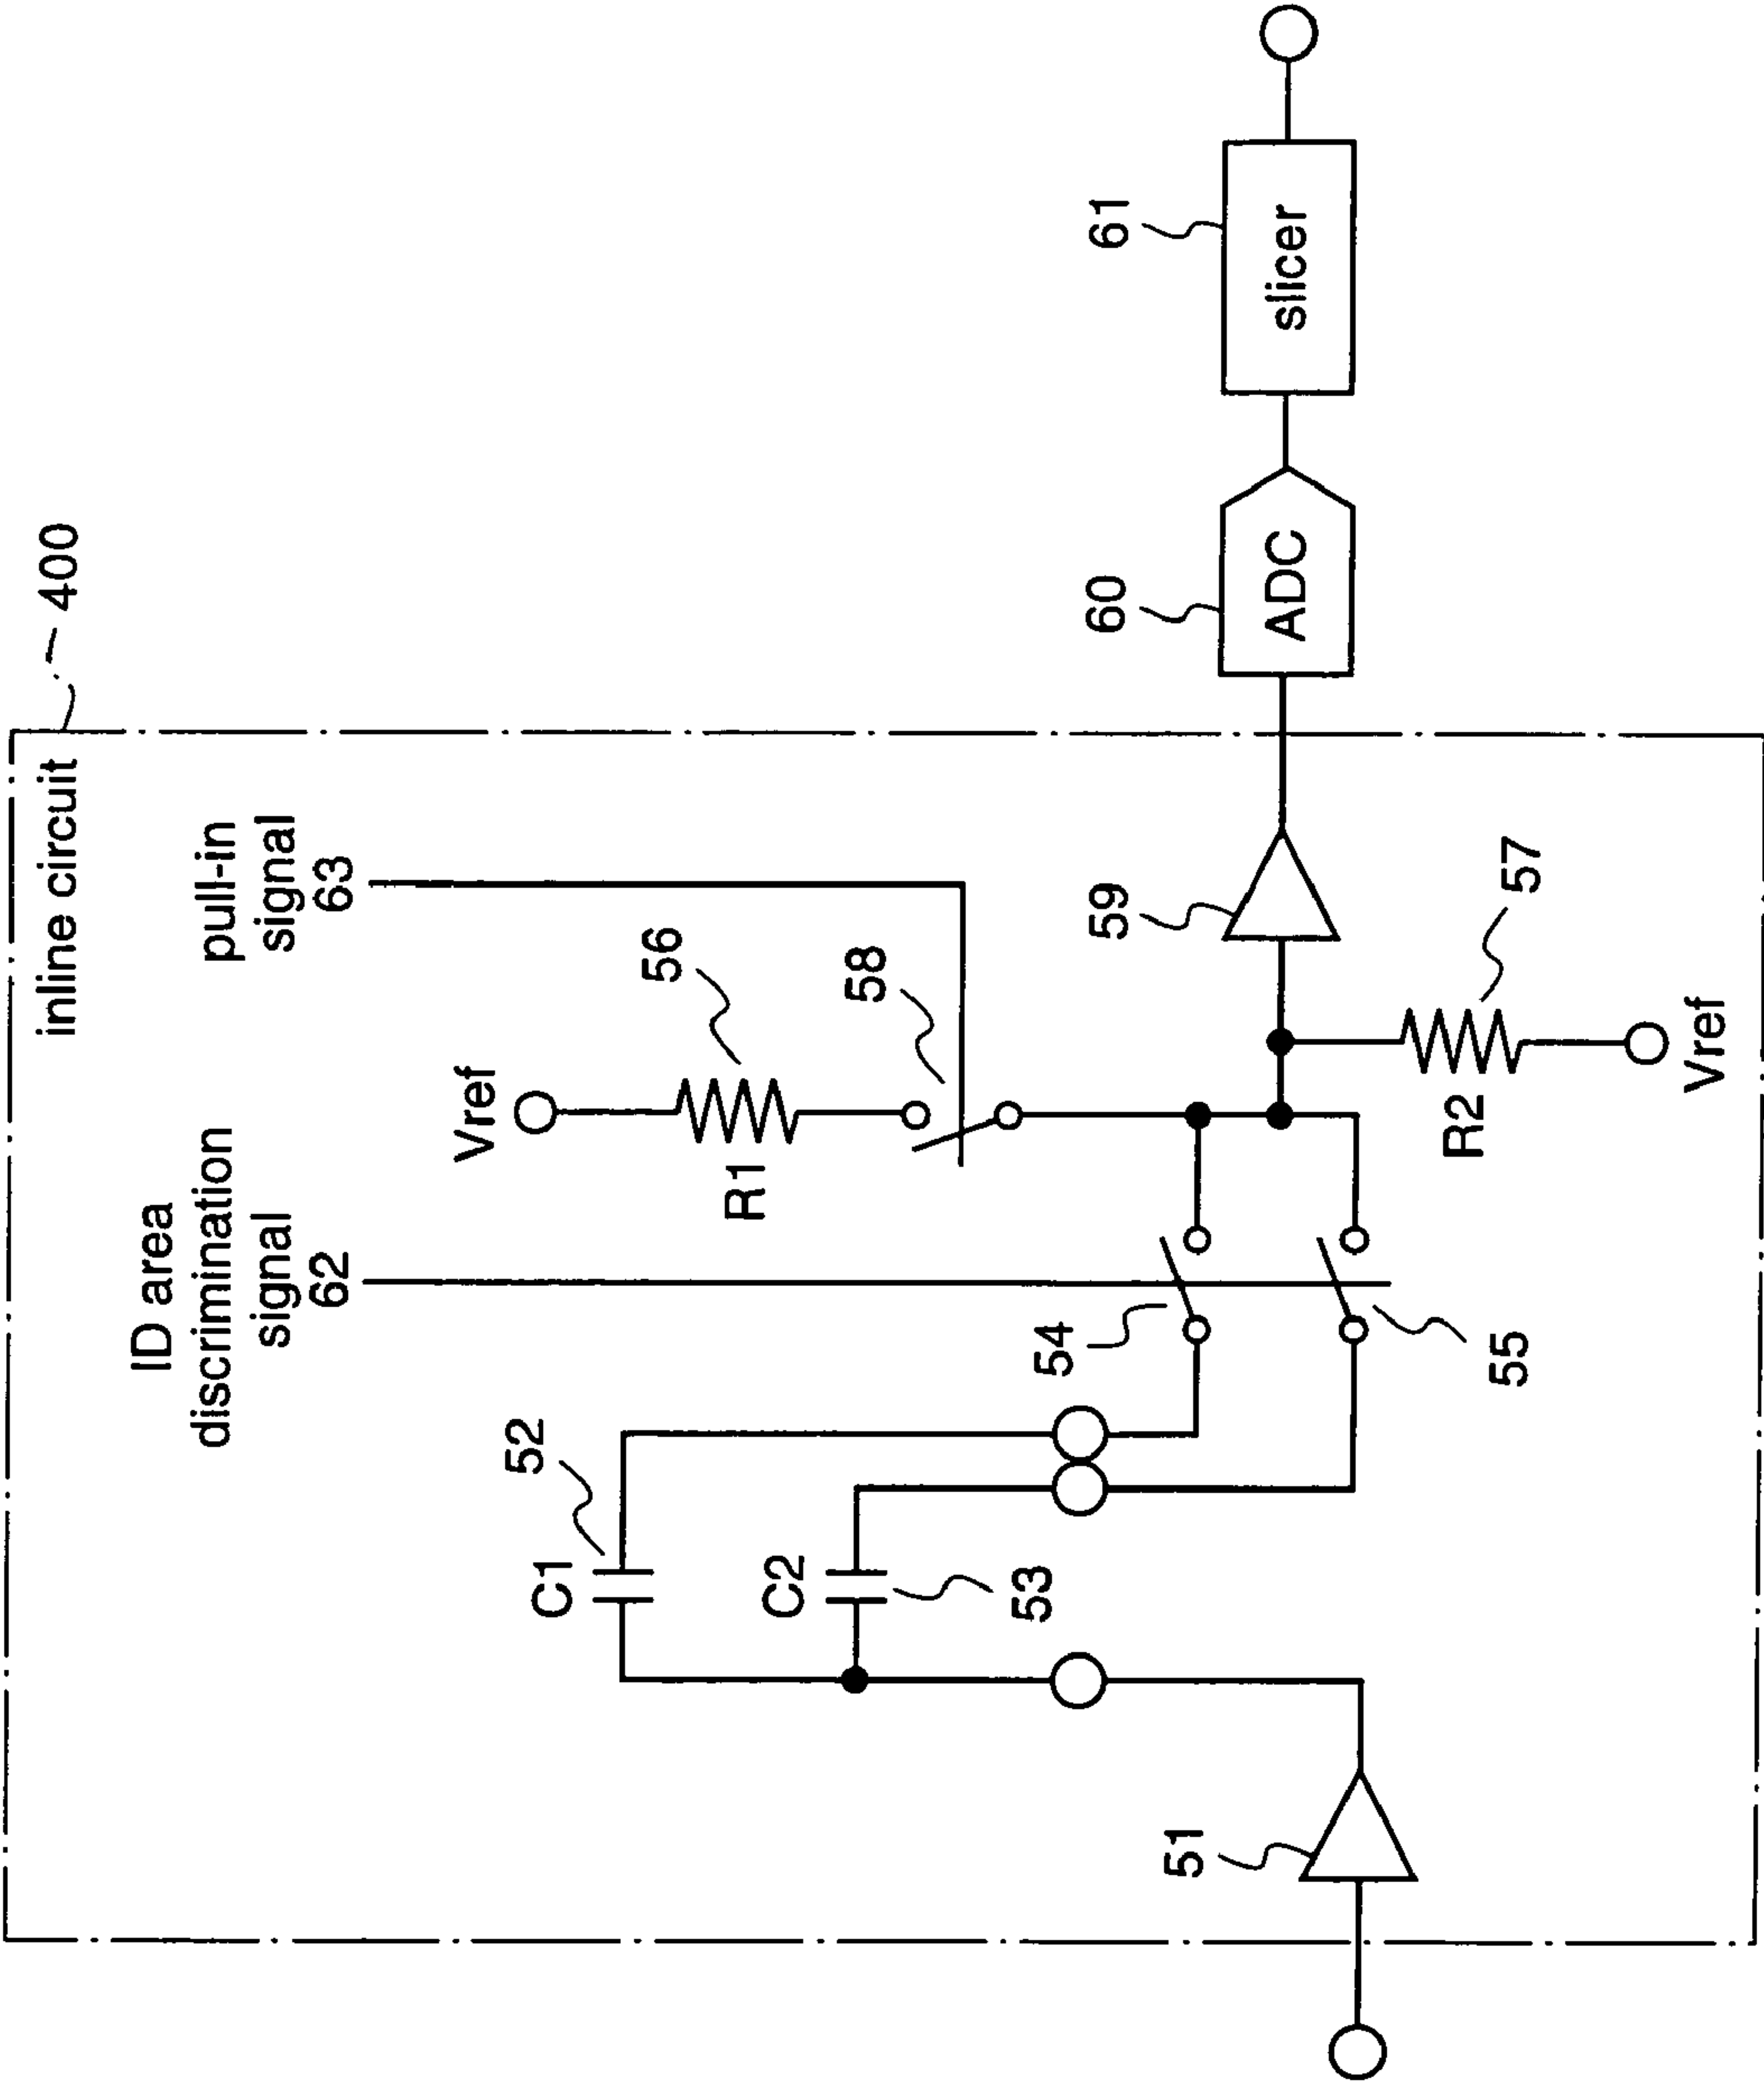 inline circuit
400
ID area
discrimination
signal
62
pull-in
signal
63
Vref
R1
56
58
C1
52
C2
53
54
55
51
59
R2
57
Vref
60
ADC
61
slicer